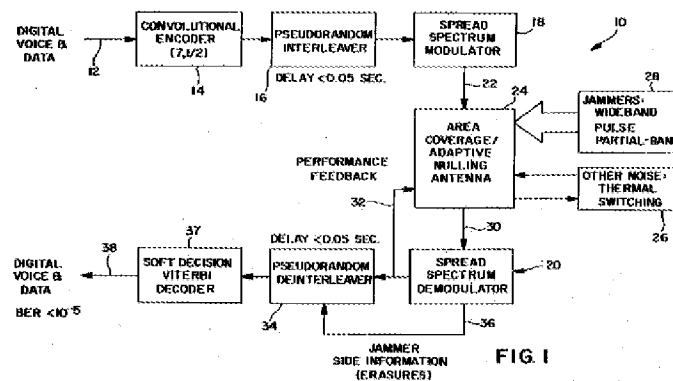 DIGITAL
VOICE &
DATA
12
CONVOLUTIONAL
ENCODER
(7,1/2)
14
PSEUDORANDOM
INTERLEAVER
16
DELAY <0.05 SEC.
SPREAD
SPECTRUM
MODULATOR
18
10
22
24
AREA
COVERAGE/
ADAPTIVE
NULLING
ANTENNA
28
JAMMERS:
WIDEBAND
PULSE
PARTIAL-BAND
OTHER NOISE:
THERMAL
SWITCHING
26
PERFORMANCE
FEEDBACK
32
30
DIGITAL
VOICE &
DATA
BER <10-5
38
37
SOFT DECISION
VITERBI
DECODER
DELAY <0.05 SEC.
PSEUDORANDOM
DEINTERLEAVER
34
SPREAD
SPECTRUM
DEMODULATOR
20
36
JAMMER
SIDE INFORMATION
(ERASURES)
FIG. 1